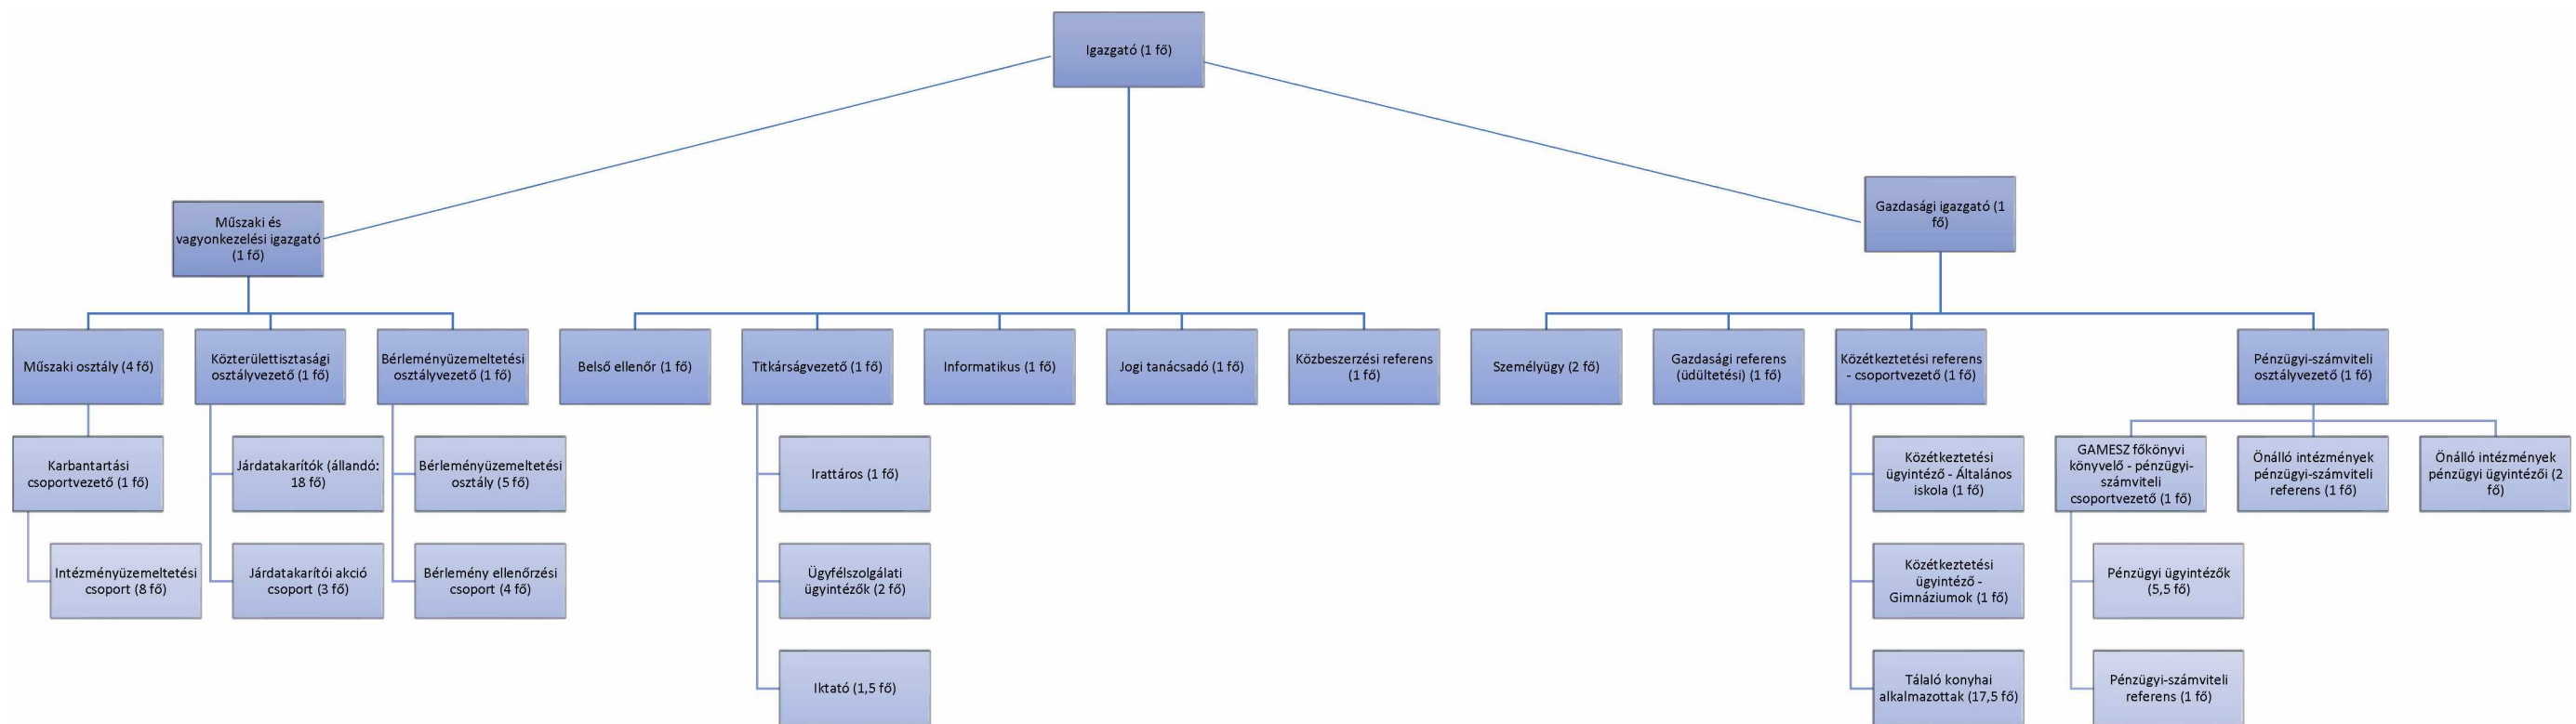 Igazgató (1 fő)
Műszaki és
vagyonkezelési igazgató
(1 fő)
Gazdasági igazgató (1
fő)
Műszaki osztály (4 fő)
Közterülettisztasági
osztályvezető (1 fő)
Bérleményüzemeltetési
osztályvezető (1 fő)
Belső ellenőr (1 fő)
Titkárságvezető (1 fő)
Informatikus (1 fő)
Jogi tanácsadó (1 fő)
Közbeszerzési referens
(1 fő)
Személyügy (2 fő)
Gazdasági referens
(üdültetési) (1 fő)
Közétkeztetési referens
- csoportvezető (1 fő)
Pénzügyi-számviteli
osztályvezető (1 fő)
Karbantartási
csoportvezető (1 fő)
Járdatakarítók (állandó:
18 fő)
Bérleményüzemeltetési
osztály (5 fő)
Irattáros (1 fő)
Közétkeztetési
ügyintéző - Általános
iskola (1 fő)
GAMESZ főkönyvi
könyvelő - pénzügyi-
számviteli
csoportvezető (1 fő)
Önálló intézmények
pénzügyi-számviteli
referens (1 fő)
Önálló intézmények
pénzügyi ügyintézői (2
fő)
Intézményüzemeltetési
csoport (8 fő)
Járdatakarítói akció
csoport (3 fő)
Bérlemény ellenőrzési
csoport (4 fő)
Ügyfélszolgálati
ügyintézők (2 fő)
Közétkeztetési
ügyintéző -
Gimnáziumok (1 fő)
Pénzügyi ügyintézők
(5,5 fő)
Iktató (1,5 fő)
Tálaló konyhai
alkalmazottak (17,5 fő)
Pénzügyi-számviteli
referens (1 fő)